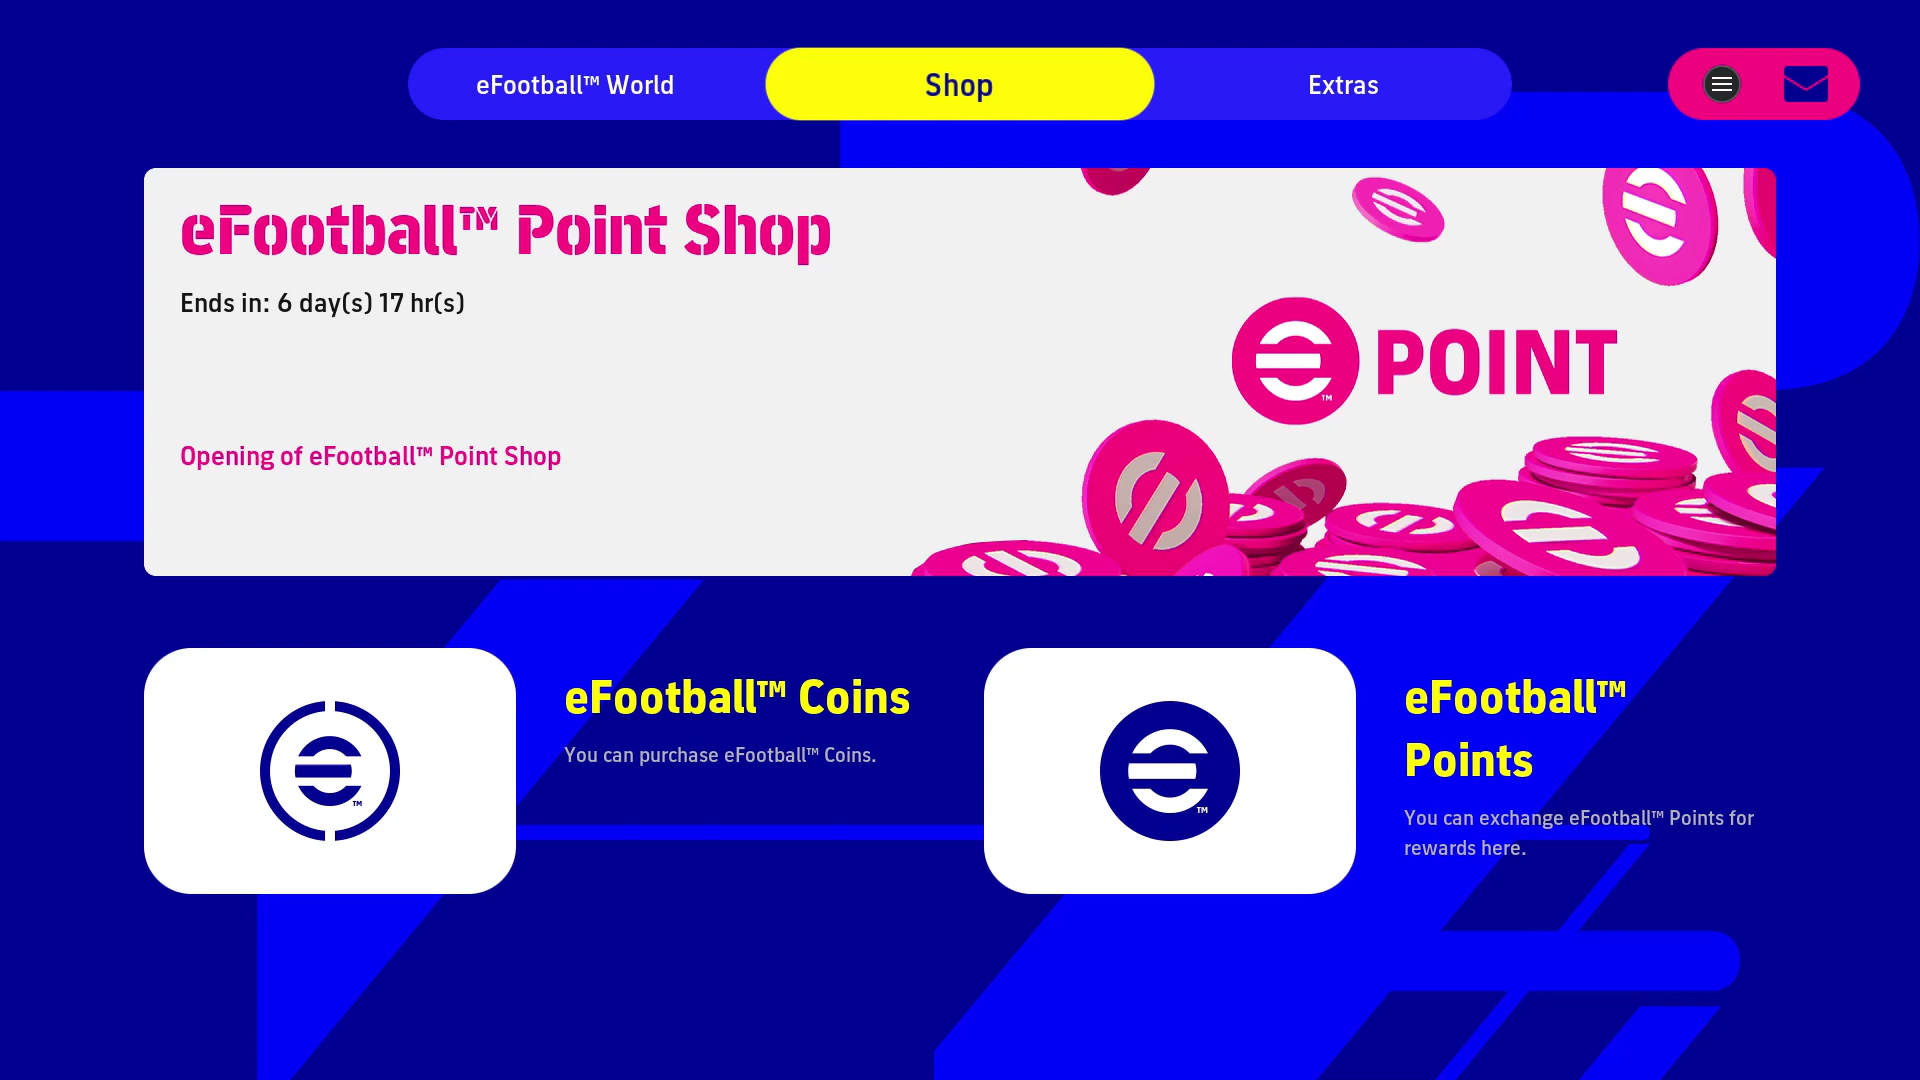 eFootball™ World
Shop
Extras
eFootball™ Point Shop
Ends in: 6 day(s) 17 hr(s)
POINT
Opening of eFootball™ Point Shop
eFootball™ Coins
You can purchase eFootball™ Coins.
eFootball™
Points
You can exchange eFootball™ Points for
rewards here.